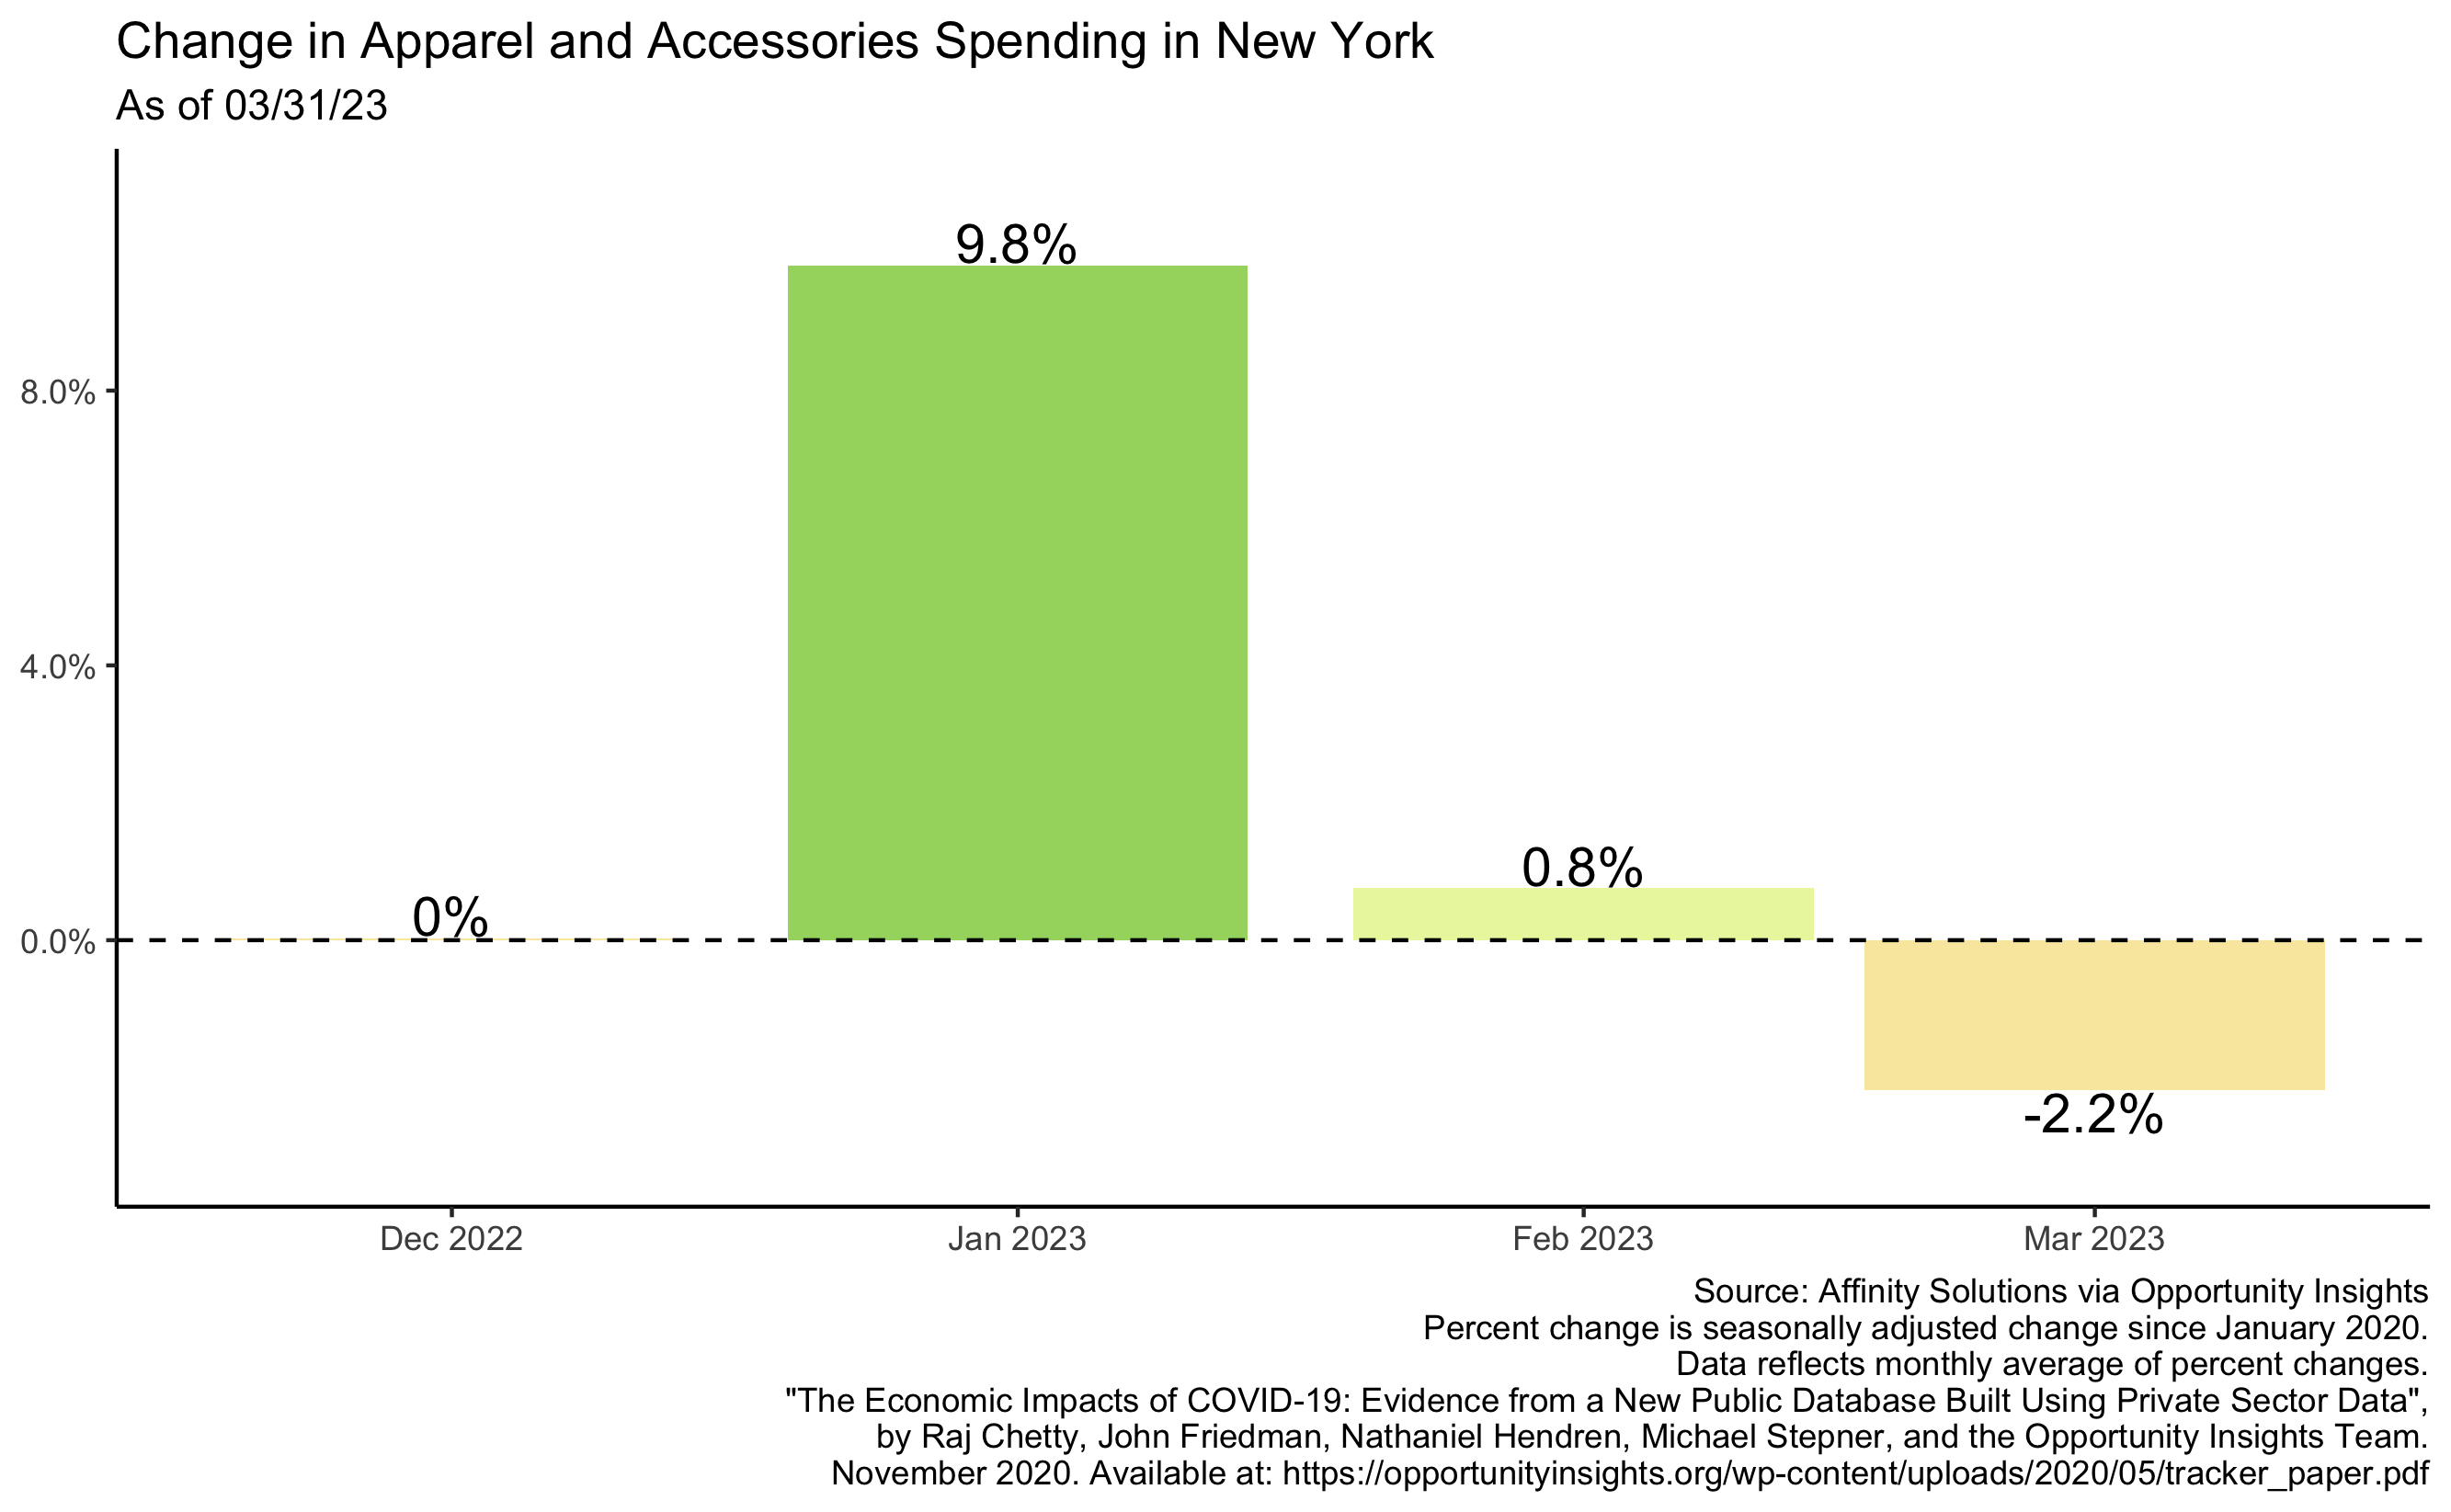 Change in Apparel and Accessories Spending in New York
As of 03/31/23
9.8%
8.0%
4.0%
0.8%
0%
0.0%
-2.2%
Dec 2022
Jan 2023
Feb 2023
Mar 2023
Source: Affinity Solutions via Opportunity Insights
Percent change is seasonally adjusted change since January 2020.
Data reflects monthly average of percent changes.
"The Economic Impacts of COVID-19: Evidence from a New Public Database Built Using Private Sector Data",
by Raj Chetty, John Friedman, Nathaniel Hendren, Michael Stepner, and the Opportunity Insights Team.
November 2020. Available at: https://opportunityinsights.org/wp-content/uploads/2020/05/tracker_paper.pdf